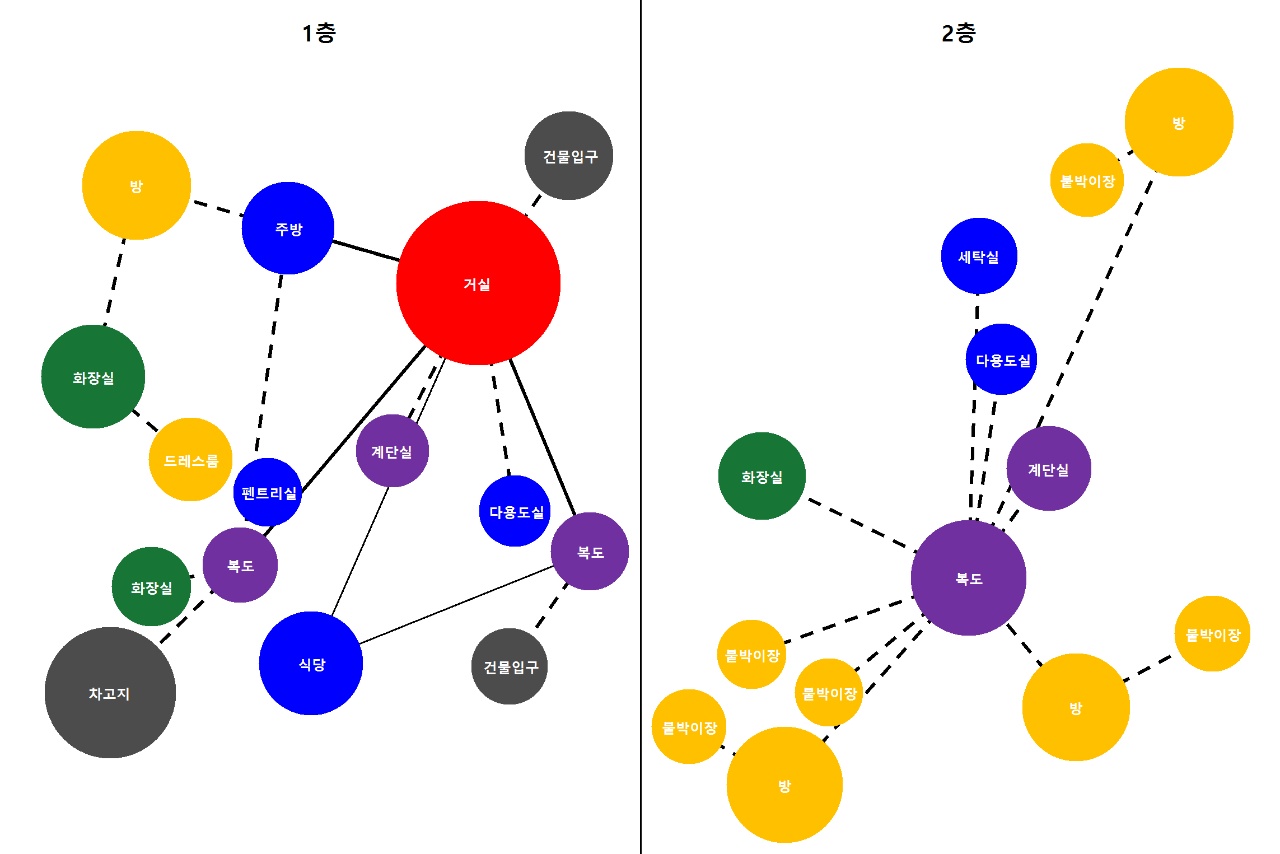 1층
건물입구
방
주방
거실
화장실
계단실
드레스룸
펜트리실
다용도실
복도
복도
화장실
식당
건물입구
차고지
2층
방
붙박이장
세탁실
다용도실
계단실
화장실
복도
붙박이장
붙박이장
붙박이장
방
붙박이장
방